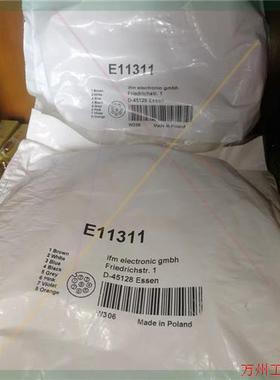 E11311
ifm electronic gmbh
Friedrichstr. 1
D-45128 Essen
W306
Made in Poland
E11311
ifm electronic gmbh
Friedrichstr. 1
D-45128 Essen
1 Brown
2 White
3 Blue
4 Black
5 Grey
6 Pink
7 Violet
8 Orange
W306
Made in Poland
万州工